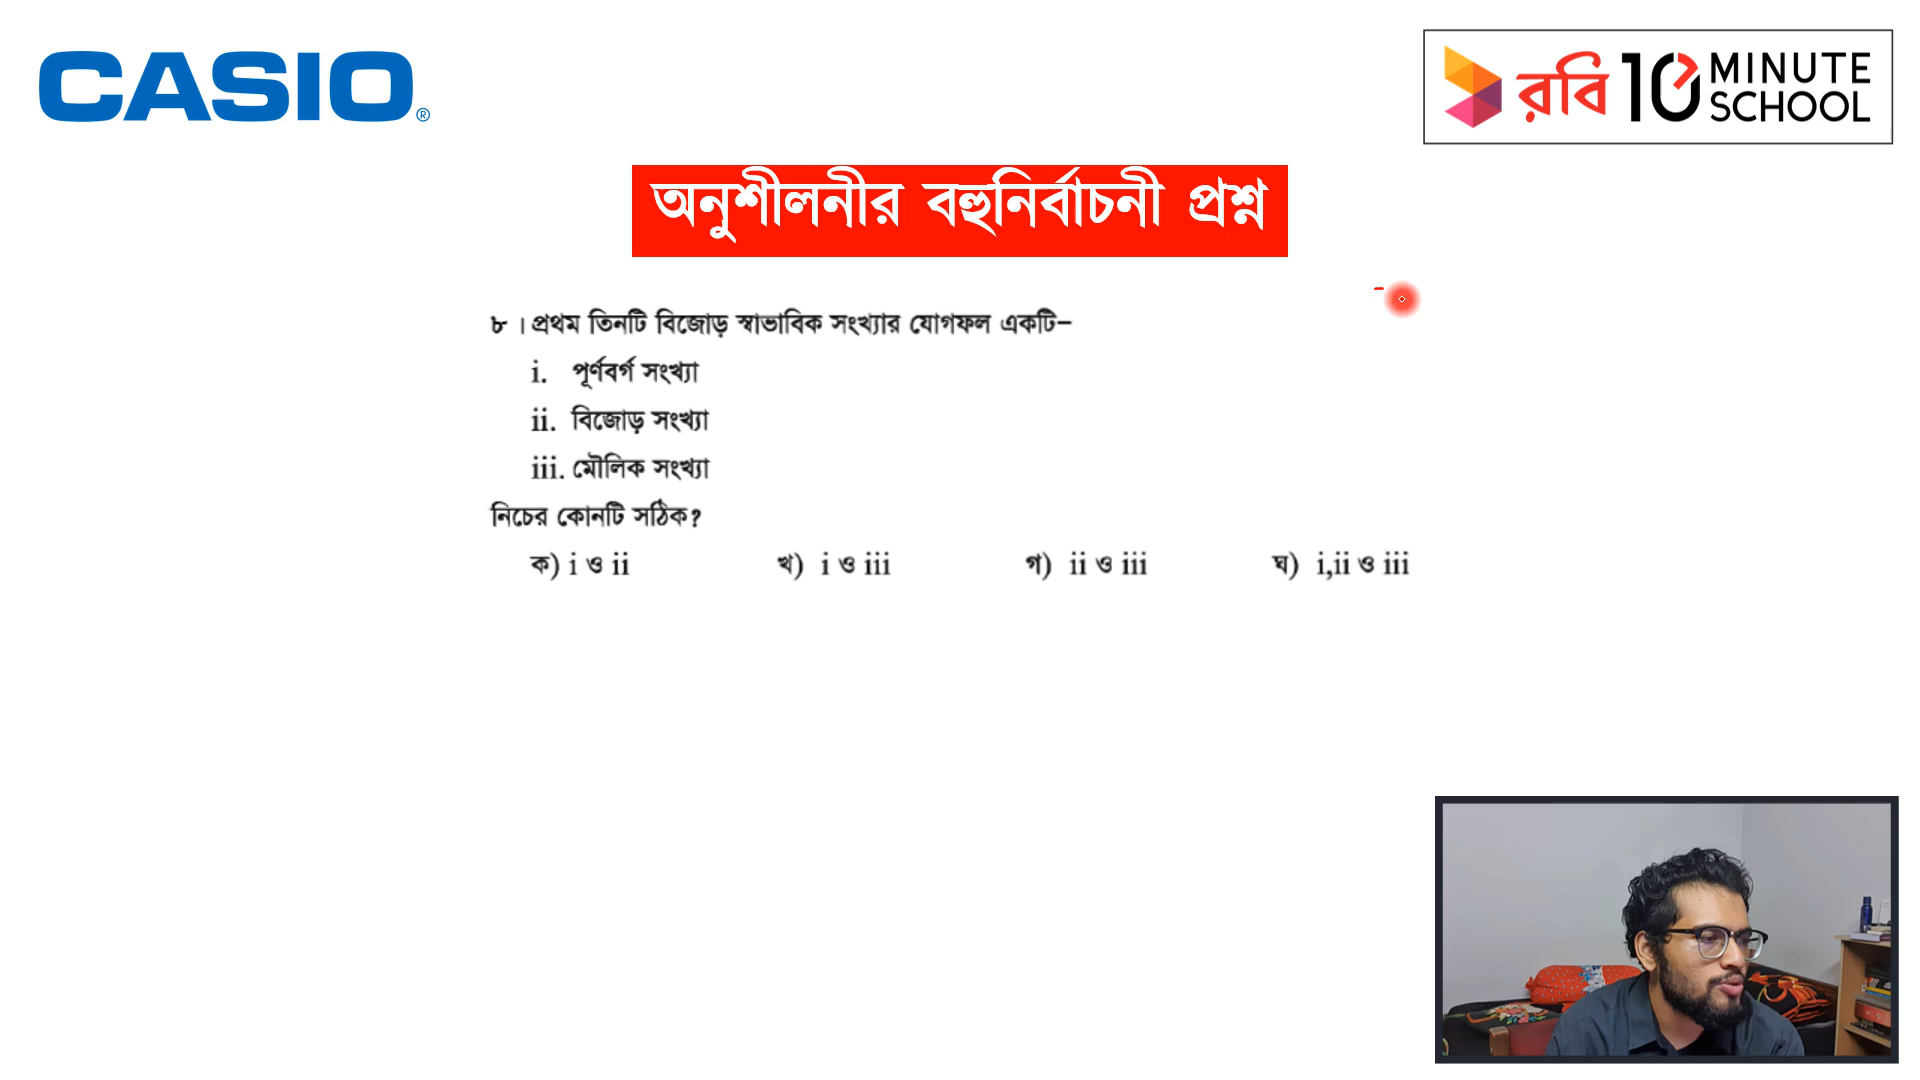 CASIO®
রবি 10 MINUTE SCHOOL
অনুশীলনীর বহুনির্বাচনী প্রশ্ন
৮। প্রথম তিনটি বিজোড় স্বাভাবিক সংখ্যার যোগফল একটি–
i. পূর্ণবর্গ সংখ্যা
ii. বিজোড় সংখ্যা
iii. মৌলিক সংখ্যা
নিচের কোনটি সঠিক?
ক) i ও ii খ) i ও iii গ) ii ও iii ঘ) i,ii ও iii